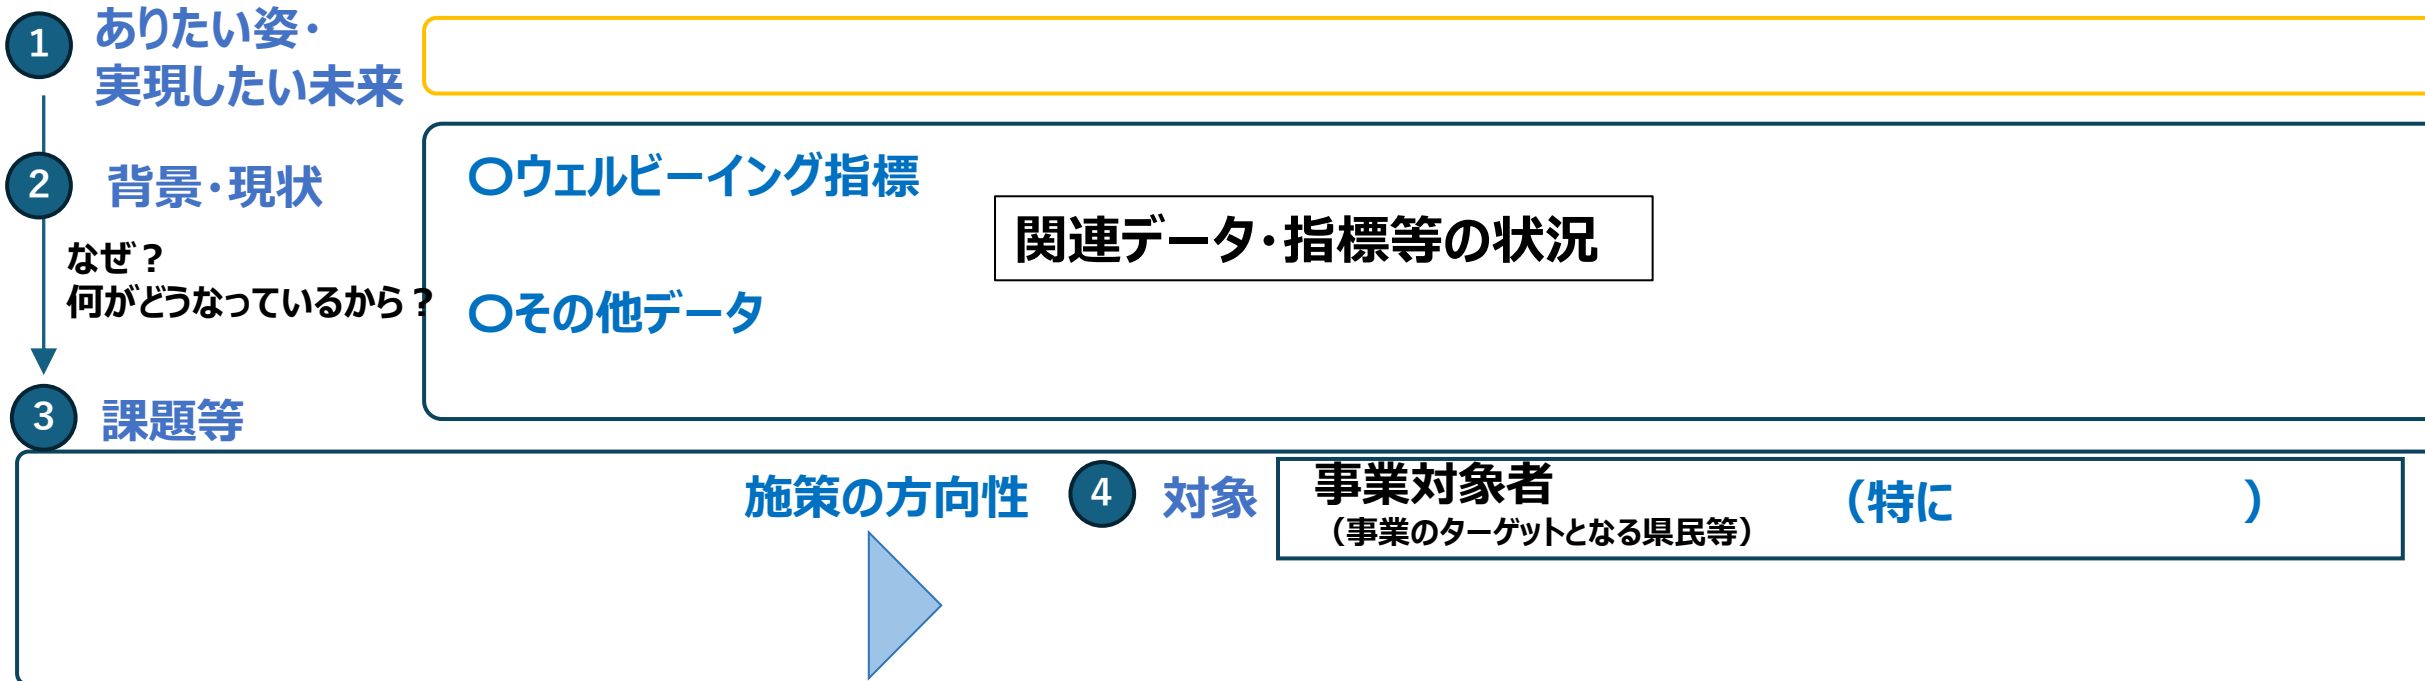 1 ありたい姿・
実現したい未来
2 背景・現状
なぜ？
何がどうなっているから？
〇ウェルビーイング指標
関連データ・指標等の状況
〇その他データ
3 課題等
施策の方向性
4 対象
事業対象者
（事業のターゲットとなる県民等）
（特に　　　　　　）